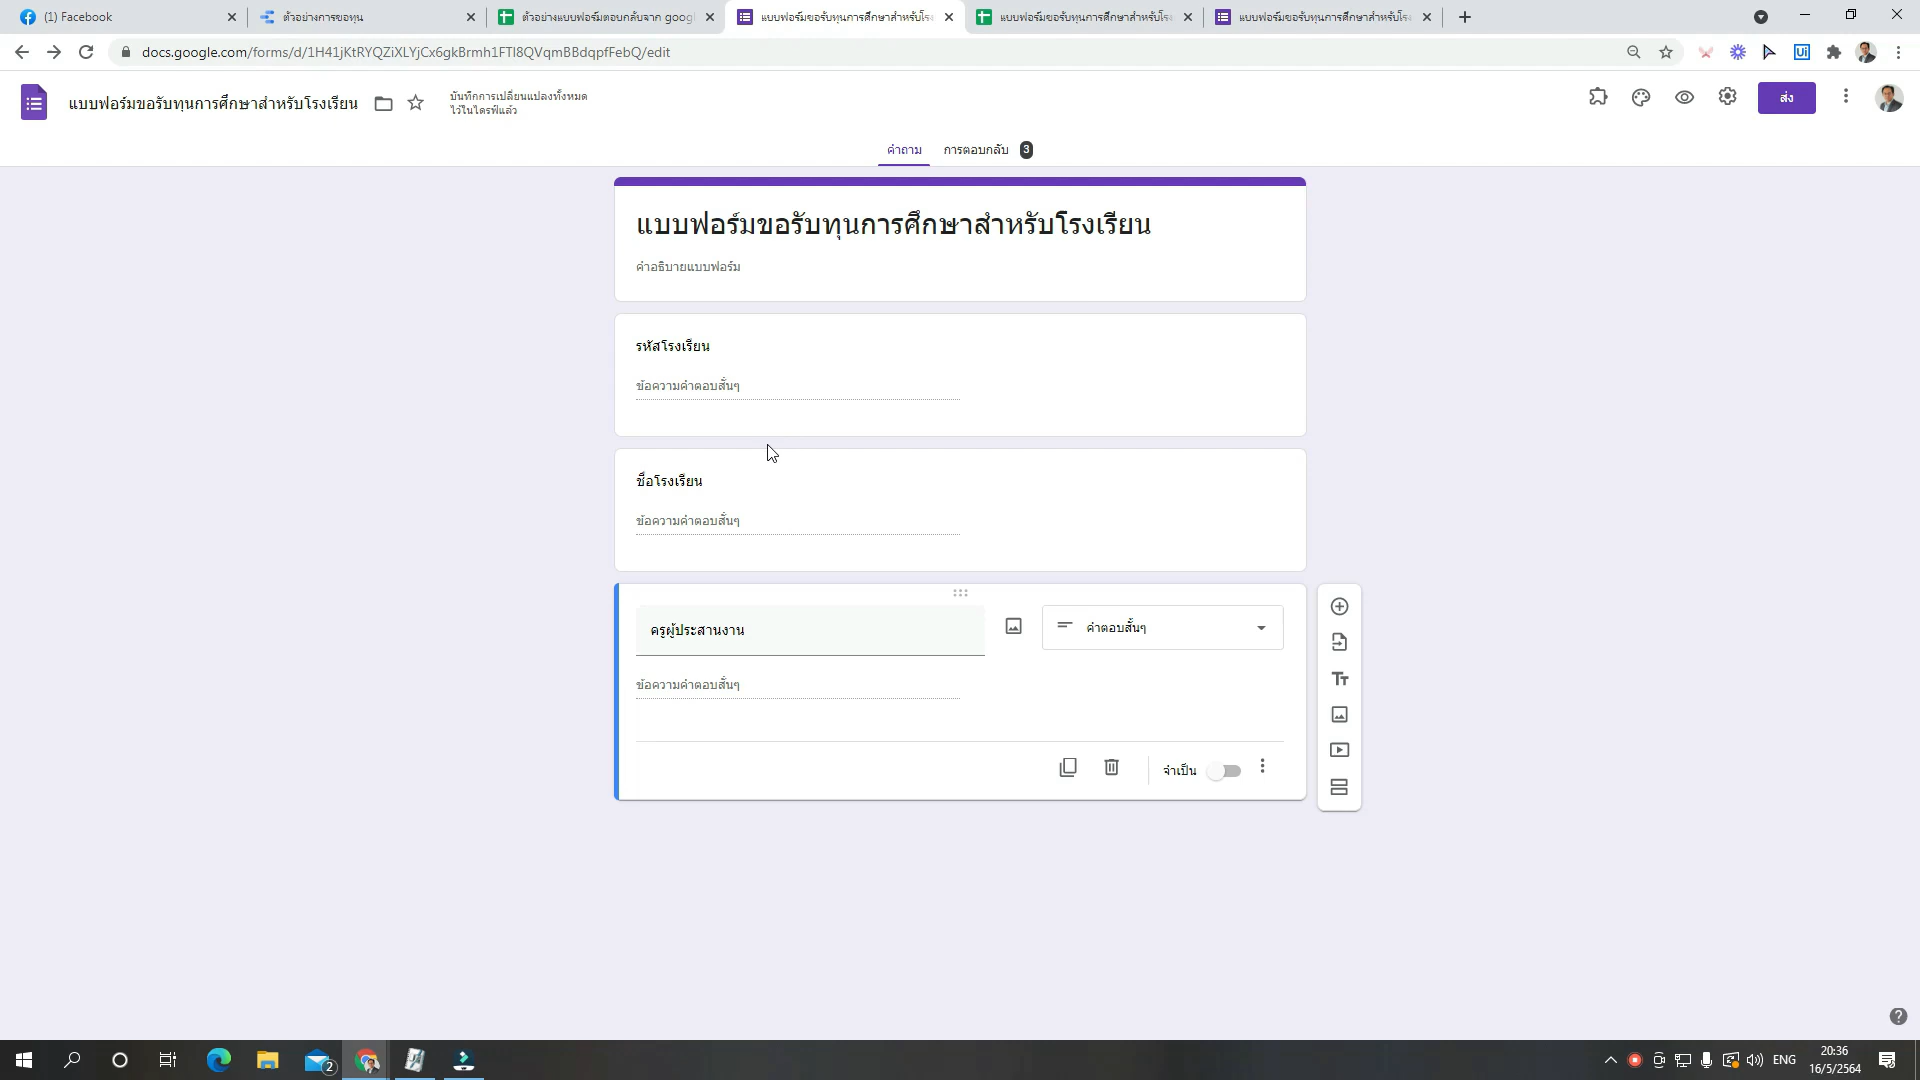 (1) Facebook
ตัวอย่างการขอทุน
ตัวอย่างแบบฟอร์มตอบกลับจาก goog
แบบฟอร์มขอรับทุนการศึกษาสำหรับโร
แบบฟอร์มขอรับทุนการศึกษาสำหรับโร
แบบฟอร์มขอรับทุนการศึกษาสำหรับโร
docs.google.com/forms/d/1H41jKtRYQZiXLYjCx6gkBrmh1FTl8QVqmBBdqpfFebQ/edit
Ui
แบบฟอร์มขอรับทุนการศึกษาสำหรับโรงเรียน
บันทึกการเปลี่ยนแปลงทั้งหมด
ไว้ในไดรฟ์แล้ว
ส่ง
คำถาม
การตอบกลับ 3
แบบฟอร์มขอรับทุนการศึกษาสำหรับโรงเรียน
คำอธิบายแบบฟอร์ม
รหัสโรงเรียน
ข้อความคำตอบสั้นๆ
ชื่อโรงเรียน
ข้อความคำตอบสั้นๆ
ครูผู้ประสานงาน
คำตอบสั้นๆ
ข้อความคำตอบสั้นๆ
จำเป็น
Tт
2
ENG
20:36
16/5/2564